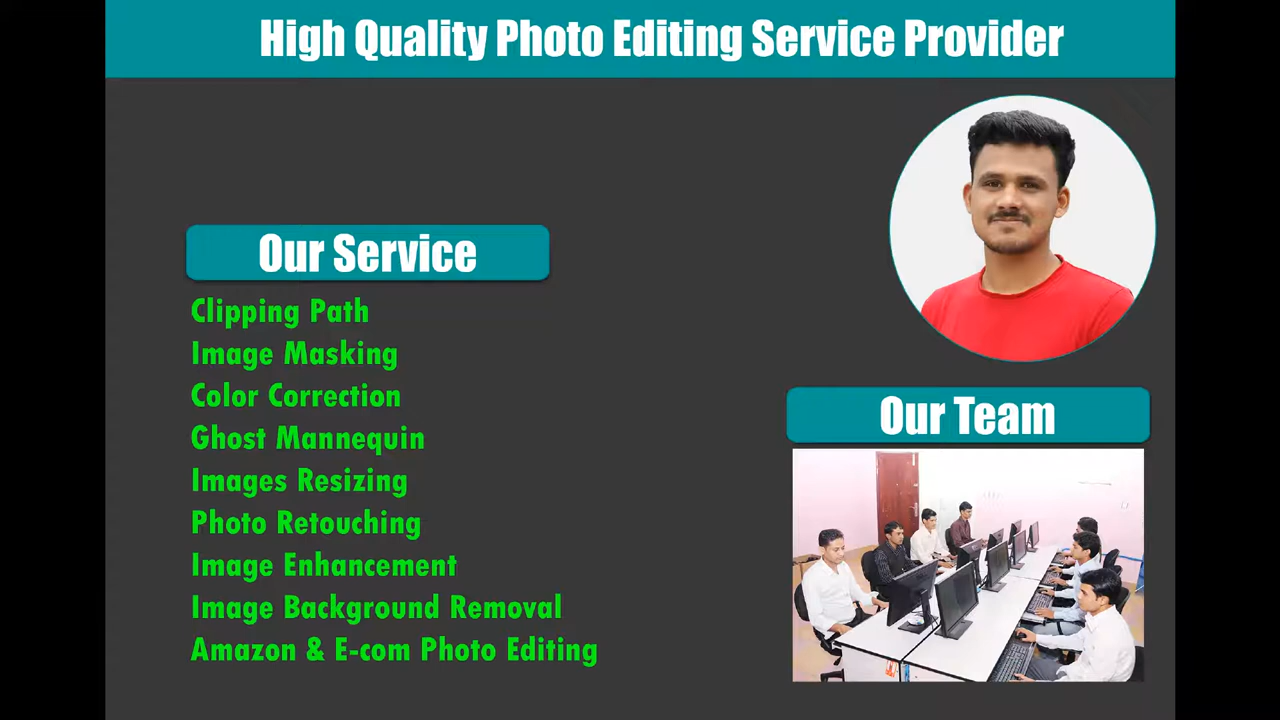 High Quality Photo Editing Service Provider
Our Service
Clipping Path
Image Masking
Color Correction
Ghost Mannequin
Images Resizing
Photo Retouching
Image Enhancement
Image Background Removal
Amazon & E-com Photo Editing
Our Team